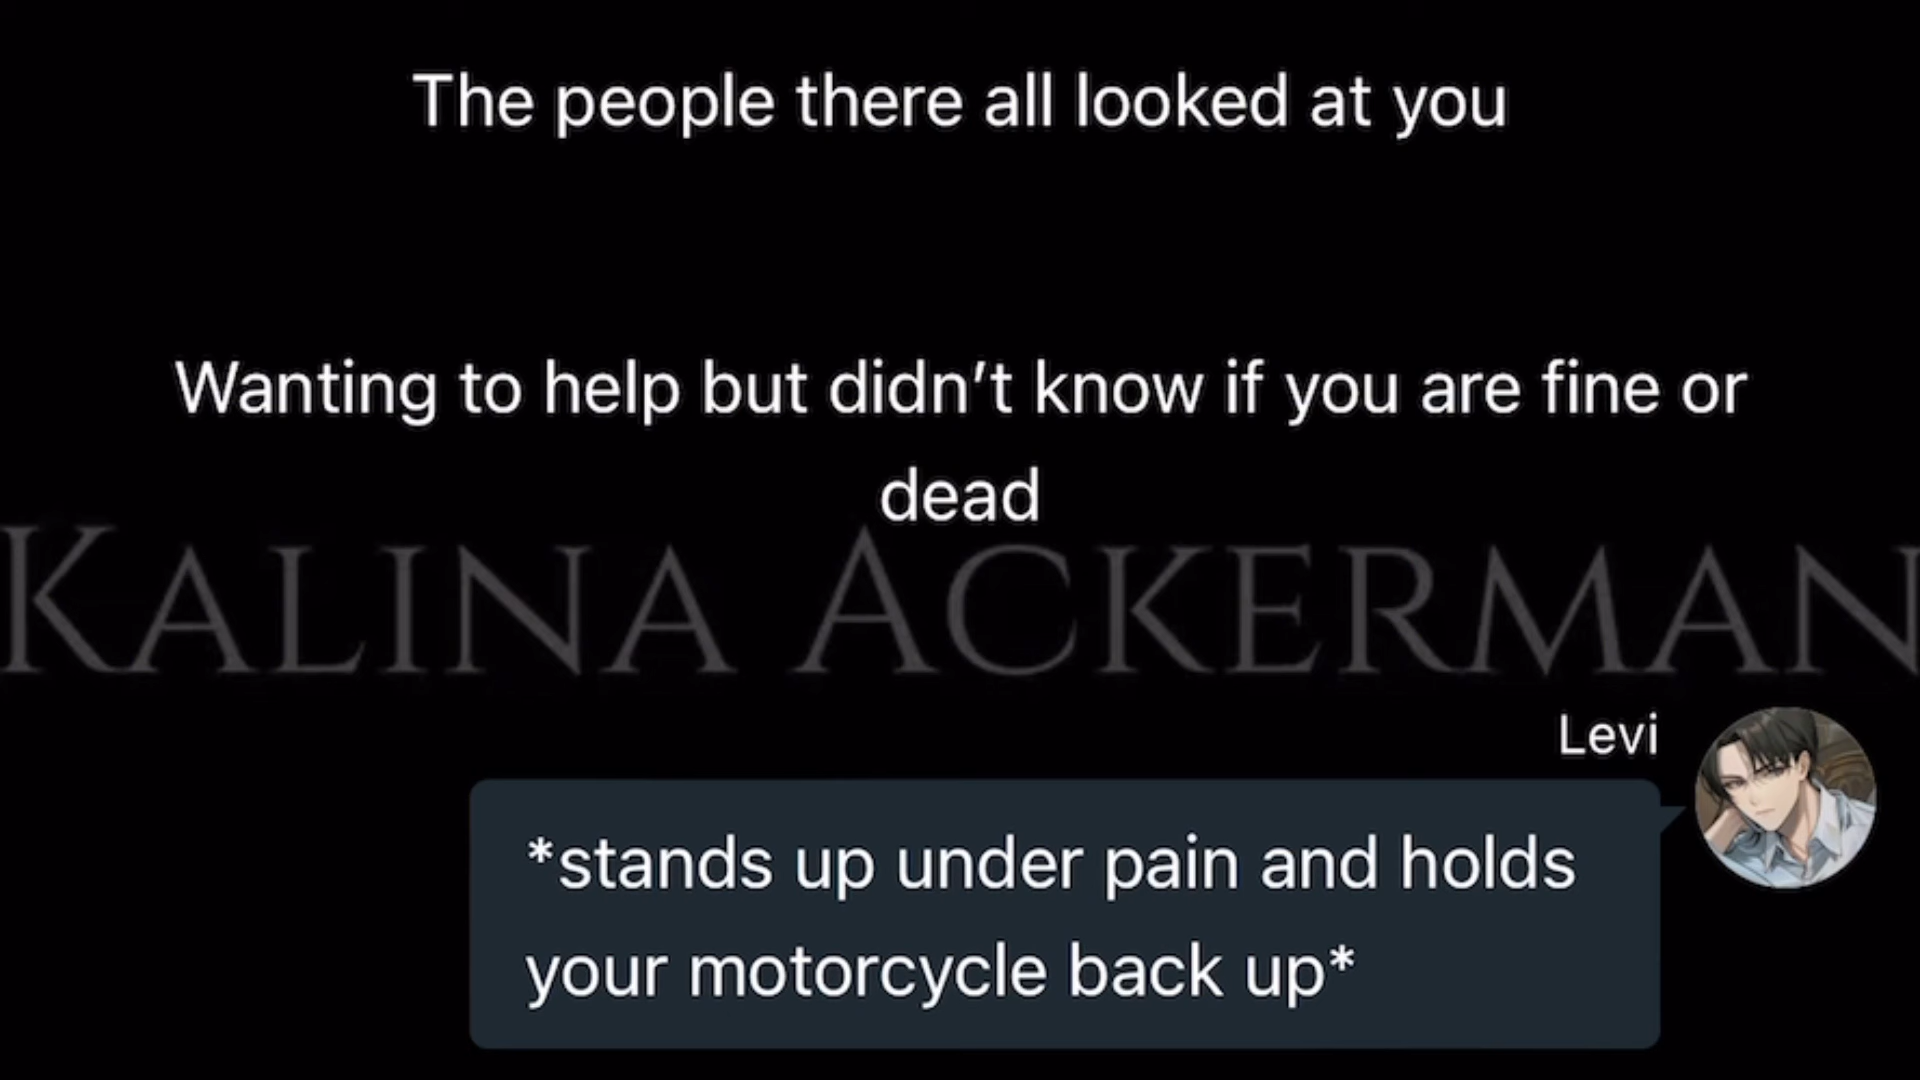 The people there all looked at you
Wanting to help but didn’t know if you are fine or
dead
KALINA ACKERMAN
Levi
*stands up under pain and holds
your motorcycle back up*